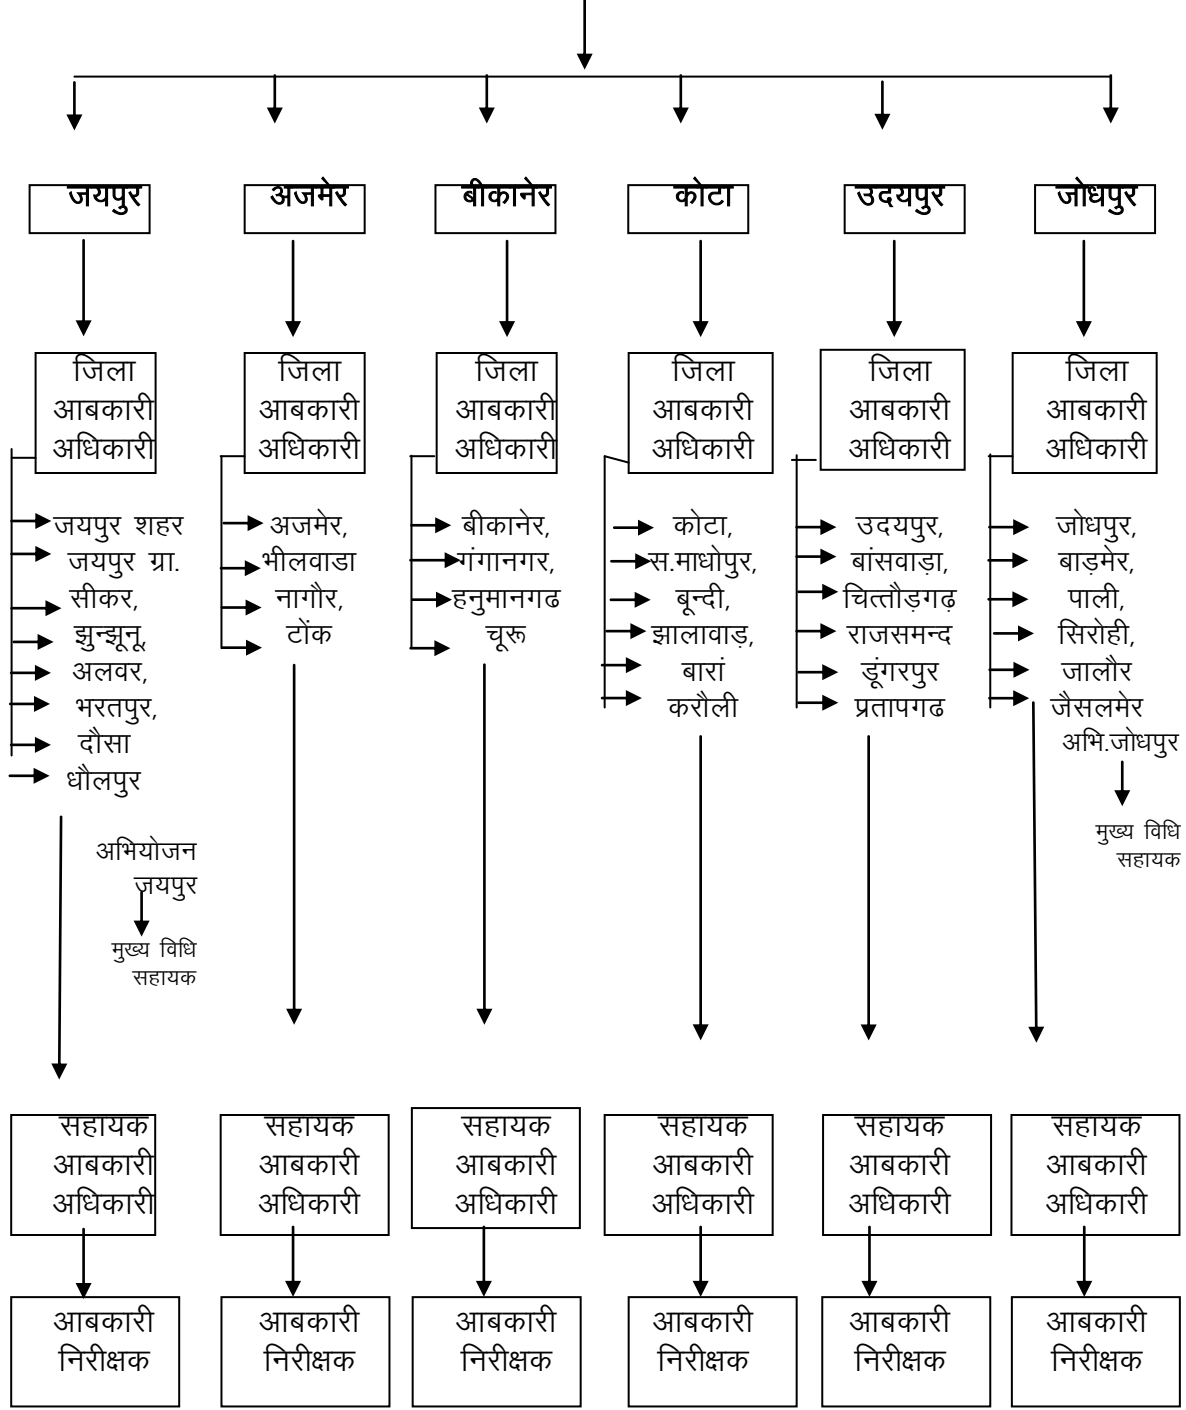 जयपुर
अजमेर
बीकानेर
कोटा
उदयपुर
जोधपुर
जिला
आबकारी
अधिकारी
जिला
आबकारी
अधिकारी
जिला
आबकारी
अधिकारी
जिला
आबकारी
अधिकारी
जिला
आबकारी
अधिकारी
जिला
आबकारी
अधिकारी
जयपुर शहर
जयपुर ग्रा.
सीकर,
झुन्झूनू,
अलवर,
भरतपुर,
दौसा
धौलपुर
अभियोजन
जयपुर
मुख्य विधि
सहायक
अजमेर,
भीलवाडा
नागौर,
टोंक
बीकानेर,
गंगानगर,
हनुमानगढ
चूरू
कोटा,
स.माधोपुर,
बून्दी,
झालावाड़,
बारां
करौली
उदयपुर,
बांसवाड़ा,
चित्तौड़गढ़
राजसमन्द
डूंगरपुर
प्रतापगढ
जोधपुर,
बाड़मेर,
पाली,
सिरोही,
जालौर
जैसलमेर
अभि.जोधपुर
मुख्य विधि
सहायक
सहायक
आबकारी
अधिकारी
सहायक
आबकारी
अधिकारी
सहायक
आबकारी
अधिकारी
सहायक
आबकारी
अधिकारी
सहायक
आबकारी
अधिकारी
सहायक
आबकारी
अधिकारी
आबकारी
निरीक्षक
आबकारी
निरीक्षक
आबकारी
निरीक्षक
आबकारी
निरीक्षक
आबकारी
निरीक्षक
आबकारी
निरीक्षक